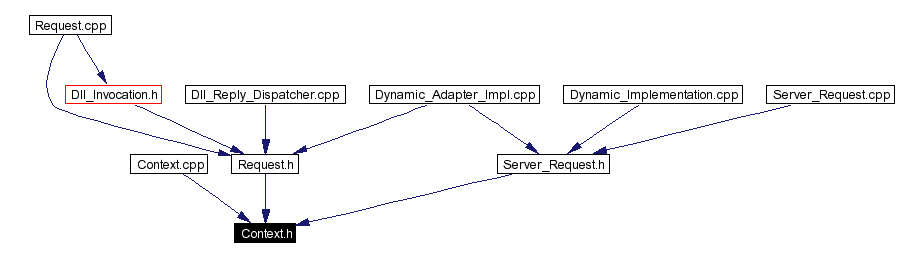 Request.cpp
DII_Invocation.h
DII_Reply_Dispatcher.cpp
Dynamic_Adapter_Impl.cpp
Dynamic_Implementation.cpp
Server_Request.cpp
Context.cpp
Request.h
Server_Request.h
Context.h